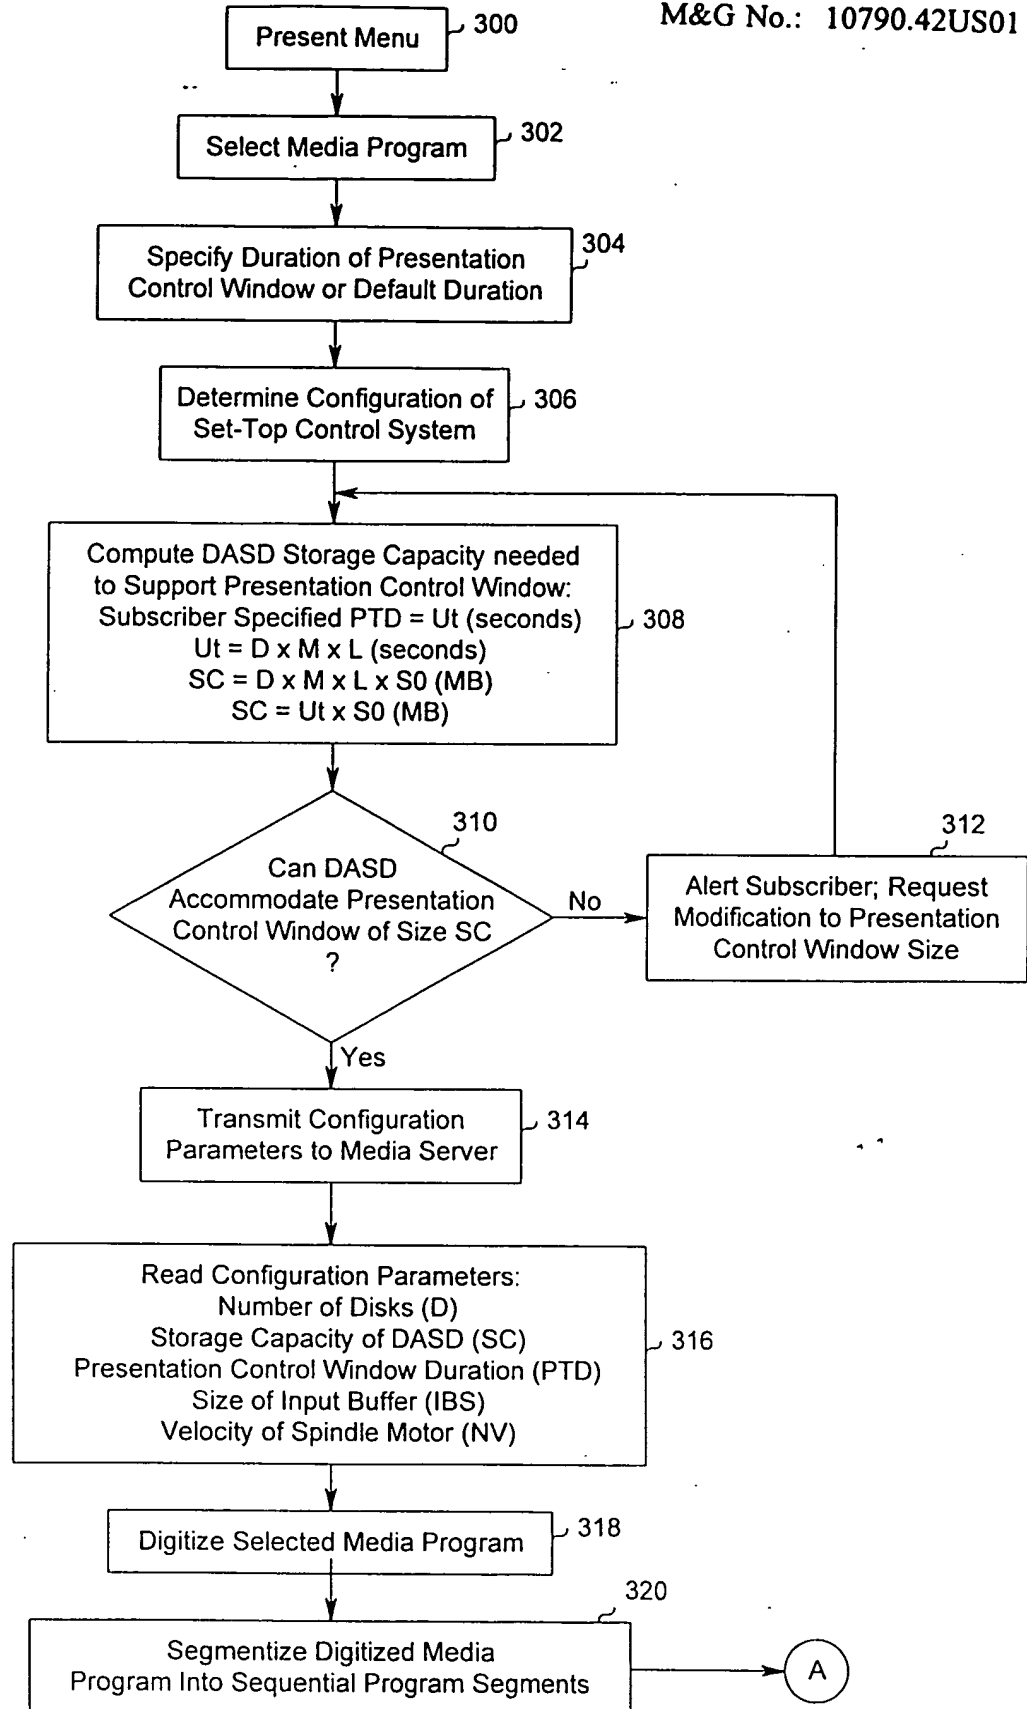 M&G No.: 10790.42US01
Present Menu
300
Select Media Program
302
Specify Duration of Presentation
Control Window or Default Duration
304
Determine Configuration of
Set-Top Control System
306
Compute DASD Storage Capacity needed
to Support Presentation Control Window:
Subscriber Specified PTD = Ut (seconds)
Ut = D x M x L (seconds)
SC = D x M x L x S0 (MB)
SC = Ut x S0 (MB)
308
310
Can DASD
Accommodate Presentation
Control Window of Size SC
?
No
312
Alert Subscriber; Request
Modification to Presentation
Control Window Size
Yes
Transmit Configuration
Parameters to Media Server
314
Read Configuration Parameters:
Number of Disks (D)
Storage Capacity of DASD (SC)
Presentation Control Window Duration (PTD)
Size of Input Buffer (IBS)
Velocity of Spindle Motor (NV)
316
Digitize Selected Media Program
318
320
Segmentize Digitized Media
Program Into Sequential Program Segments
A